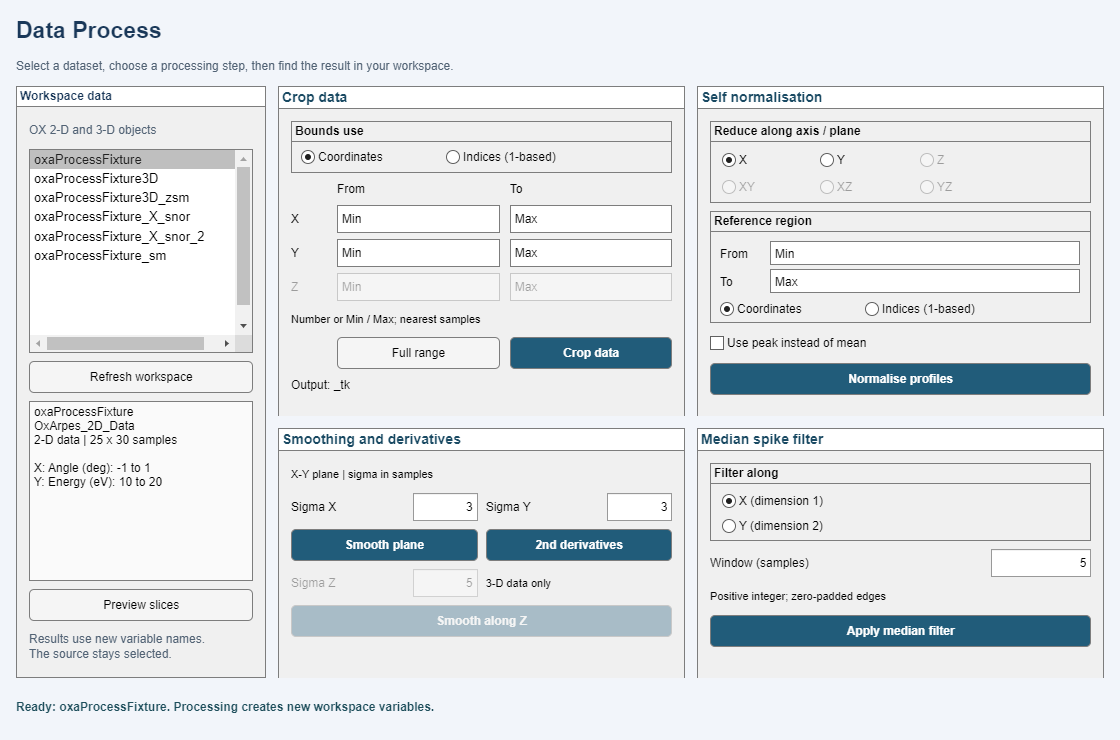 Data Process
Select a dataset, choose a processing step, then find the result in your workspace.
Workspace data
OX 2-D and 3-D objects
oxaProcessFixture
oxaProcessFixture3D
oxaProcessFixture3D_zsm
oxaProcessFixture_X_snor
oxaProcessFixture_X_snor_2
oxaProcessFixture_sm
Refresh workspace
oxaProcessFixture
OxArpes_2D_Data
2-D data | 25 x 30 samples
X: Angle (deg): -1 to 1
Y: Energy (eV): 10 to 20
Preview slices
Results use new variable names.
The source stays selected.
Crop data
Bounds use
Coordinates Indices (1-based)
From To
X Min Max
Y Min Max
Z Min Max
Number or Min / Max; nearest samples
Full range Crop data
Output: _tk
Self normalisation
Reduce along axis / plane
X Y Z
XY XZ YZ
Reference region
From Min
To Max
Coordinates Indices (1-based)
Use peak instead of mean
Normalise profiles
Smoothing and derivatives
X-Y plane | sigma in samples
Sigma X 3 Sigma Y 3
Smooth plane 2nd derivatives
Sigma Z 5 3-D data only
Smooth along Z
Median spike filter
Filter along
X (dimension 1)
Y (dimension 2)
Window (samples) 5
Positive integer; zero-padded edges
Apply median filter
Ready: oxaProcessFixture. Processing creates new workspace variables.